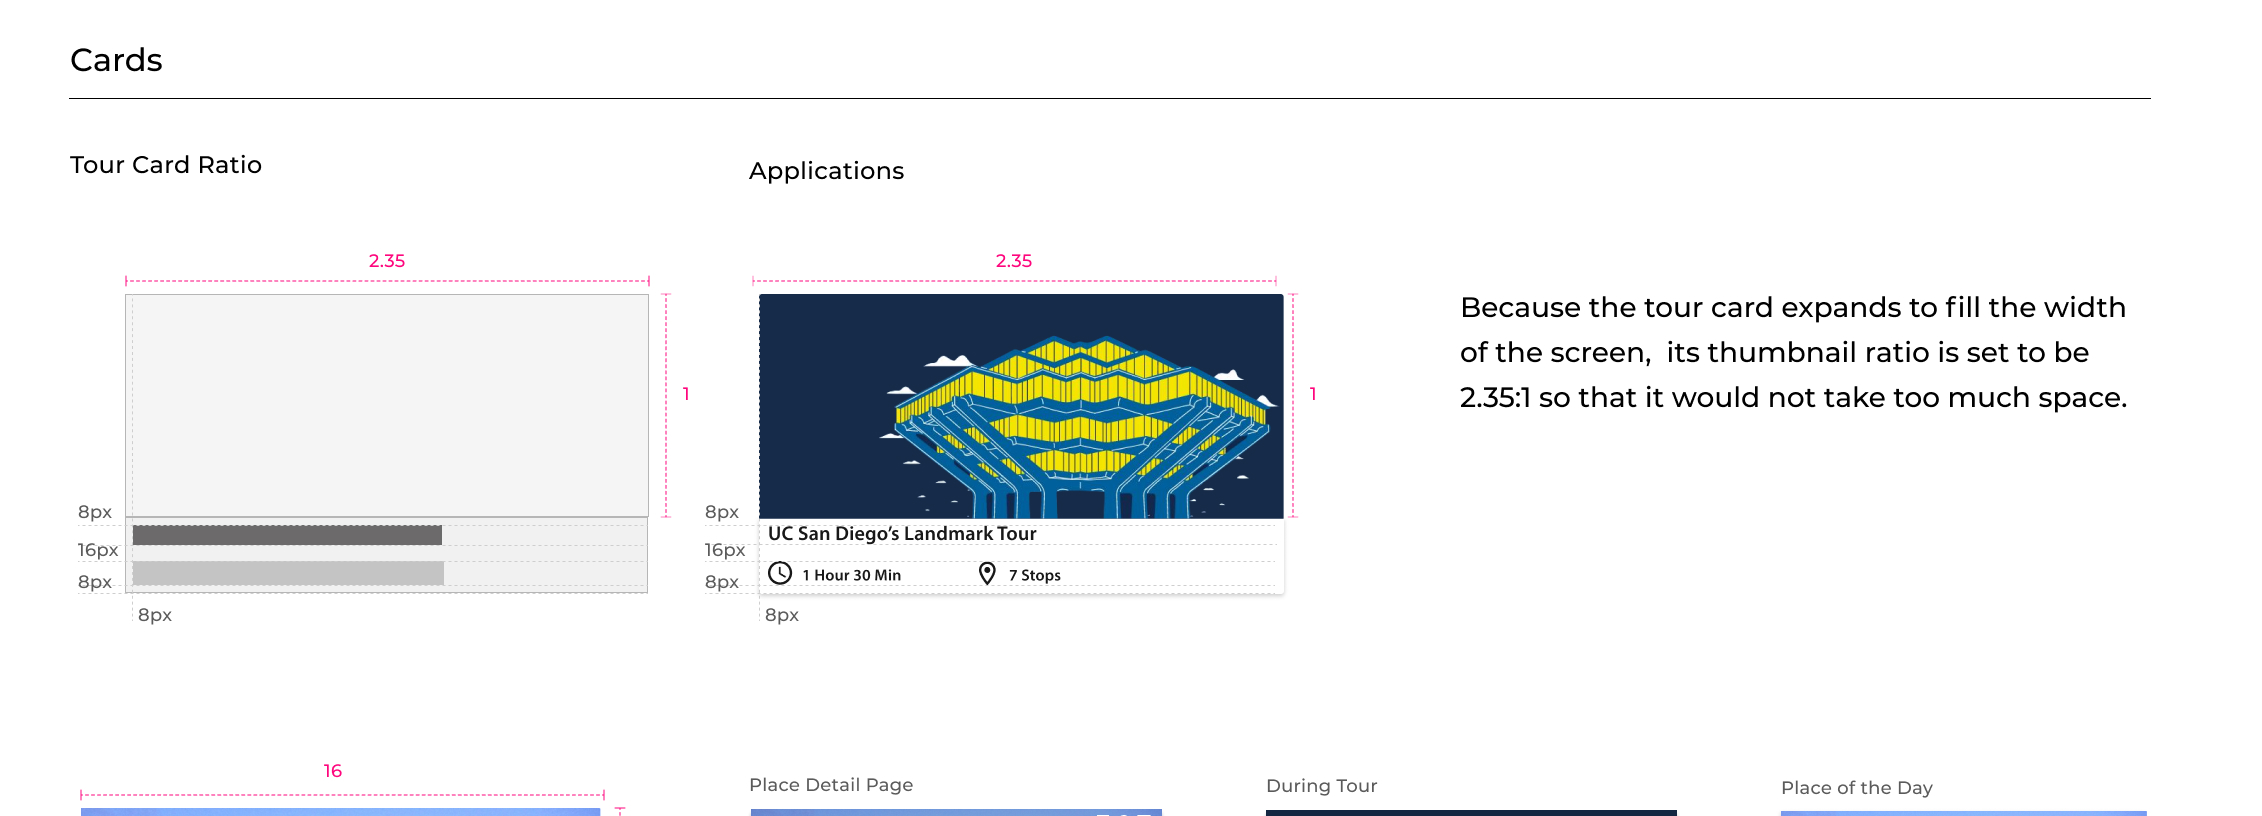 Cards
Tour Card Ratio
Applications
2.35
1
8px
16px
8px
8px
2.35
1
8px
16px
8px
8px
UC San Diego’s Landmark Tour
1 Hour 30 Min
7 Stops
Because the tour card expands to fill the width
of the screen,  its thumbnail ratio is set to be
2.35:1 so that it would not take too much space.
16
Place Detail Page
During Tour
Place of the Day